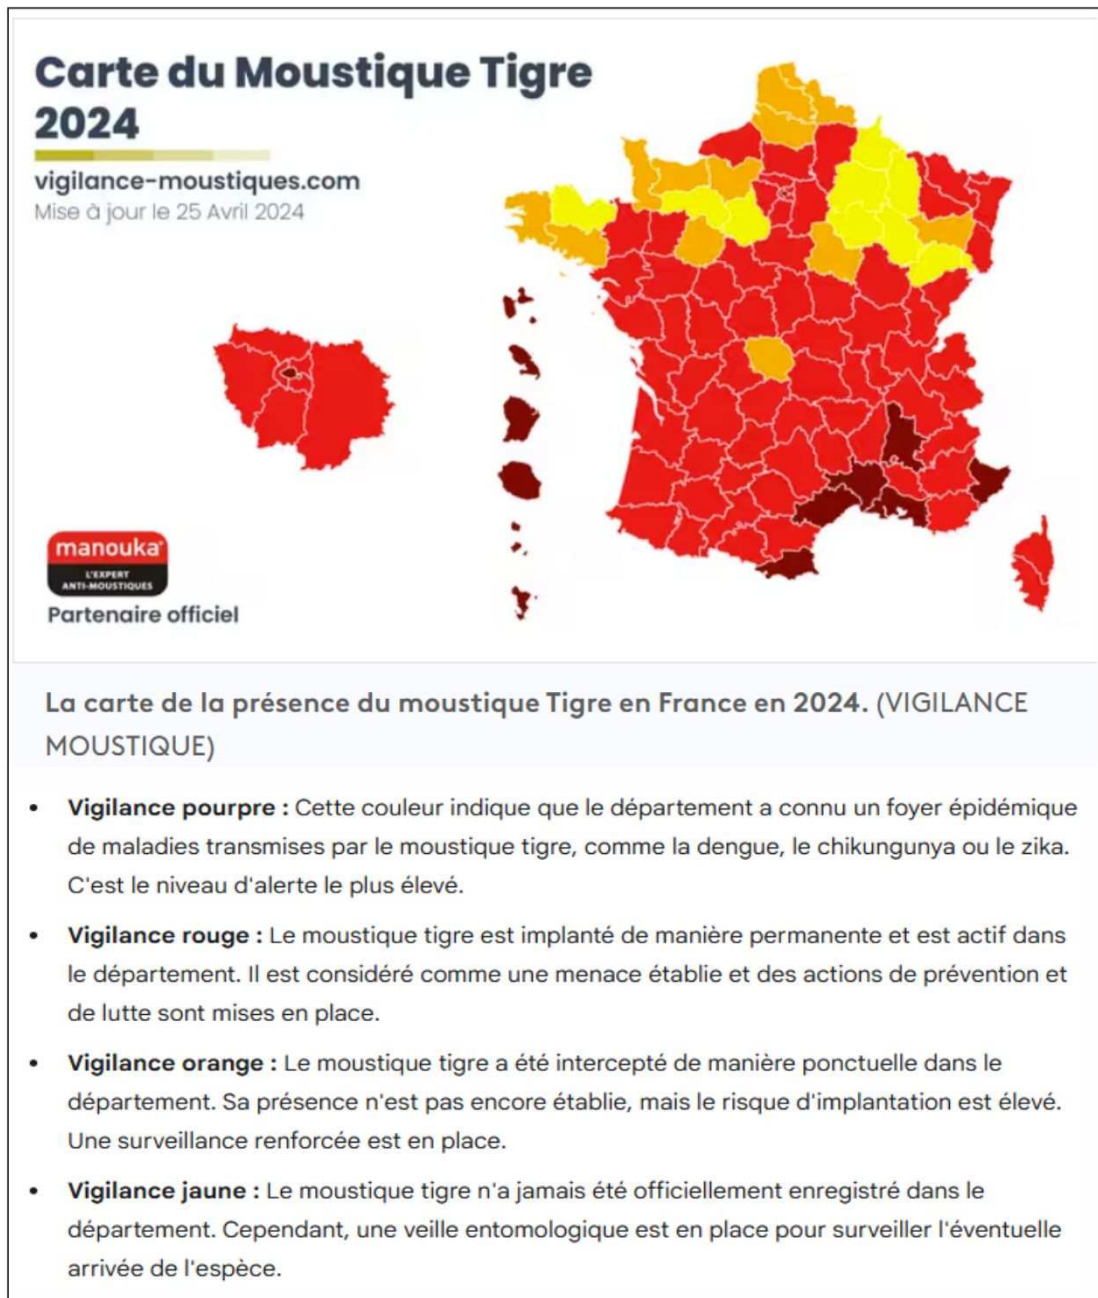 Carte du Moustique Tigre
2024
vigilance-moustiques.com
Mise à jour le 25 Avril 2024
manouka®
L'EXPERT
ANTI-MOUSTIQUES
Partenaire officiel
La carte de la présence du moustique Tigre en France en 2024. (VIGILANCE
MOUSTIQUE)
• Vigilance pourpre : Cette couleur indique que le département a connu un foyer épidémique
de maladies transmises par le moustique tigre, comme la dengue, le chikungunya ou le zika.
C'est le niveau d'alerte le plus élevé.
• Vigilance rouge : Le moustique tigre est implanté de manière permanente et est actif dans
le département. Il est considéré comme une menace établie et des actions de prévention et
de lutte sont mises en place.
• Vigilance orange : Le moustique tigre a été intercepté de manière ponctuelle dans le
département. Sa présence n'est pas encore établie, mais le risque d'implantation est élevé.
Une surveillance renforcée est en place.
• Vigilance jaune : Le moustique tigre n'a jamais été officiellement enregistré dans le
département. Cependant, une veille entomologique est en place pour surveiller l'éventuelle
arrivée de l'espèce.